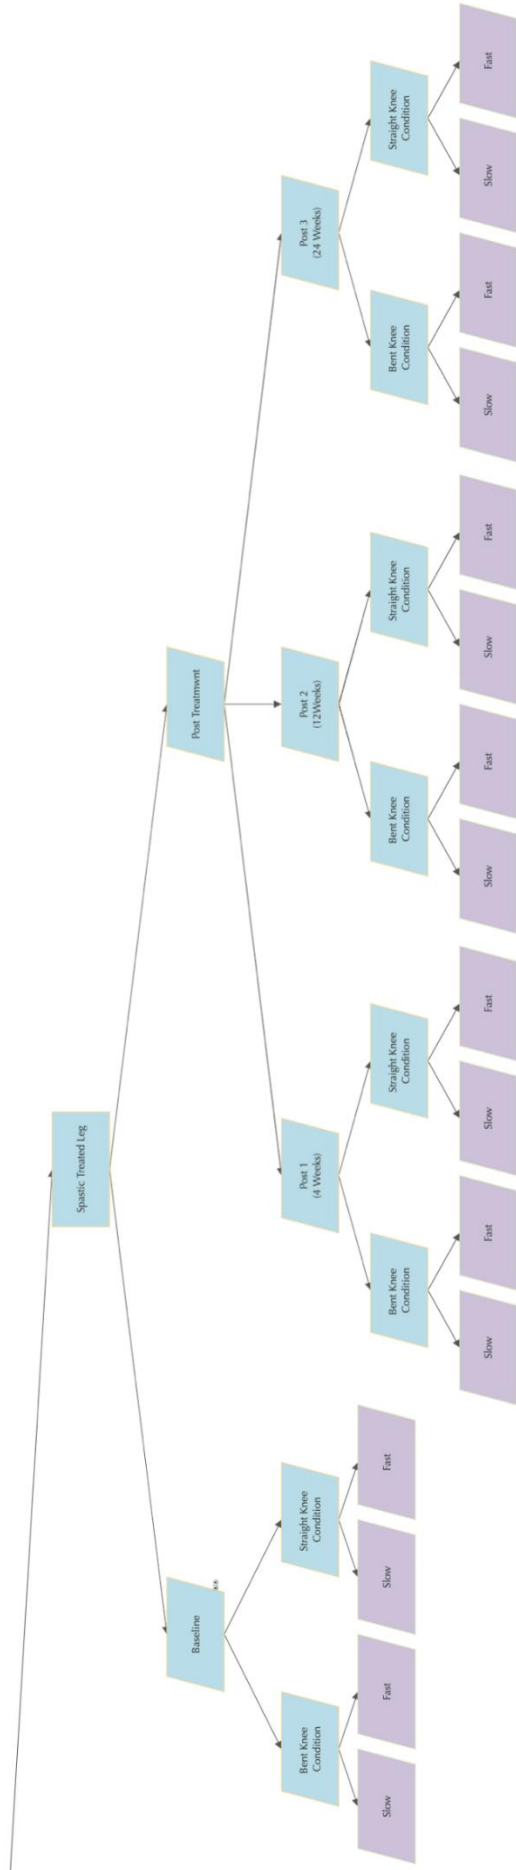 Spastic Treated Leg
Baseline
Post Treatmwnt
Bent Knee
Condition
Straight Knee
Condition
Post 1
(4 Weeks)
Post 2
(12Weeks)
Post 3
(24 Weeks)
Slow
Fast
Slow
Fast
Bent Knee
Condition
Straight Knee
Condition
Bent Knee
Condition
Straight Knee
Condition
Bent Knee
Condition
Straight Knee
Condition
Slow
Fast
Slow
Fast
Slow
Fast
Slow
Fast
Slow
Fast
Slow
Fast